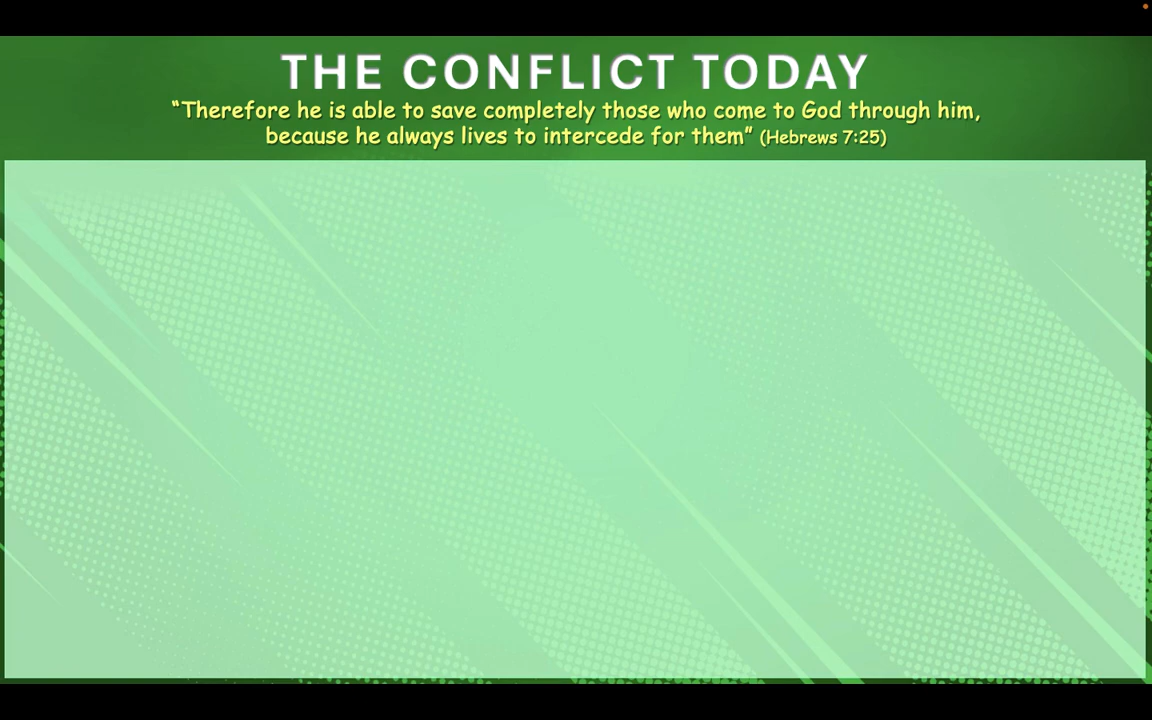 THE CONFLICT TODAY
“Therefore he is able to save completely those who come to God through him,
because he always lives to intercede for them” (Hebrews 7:25)